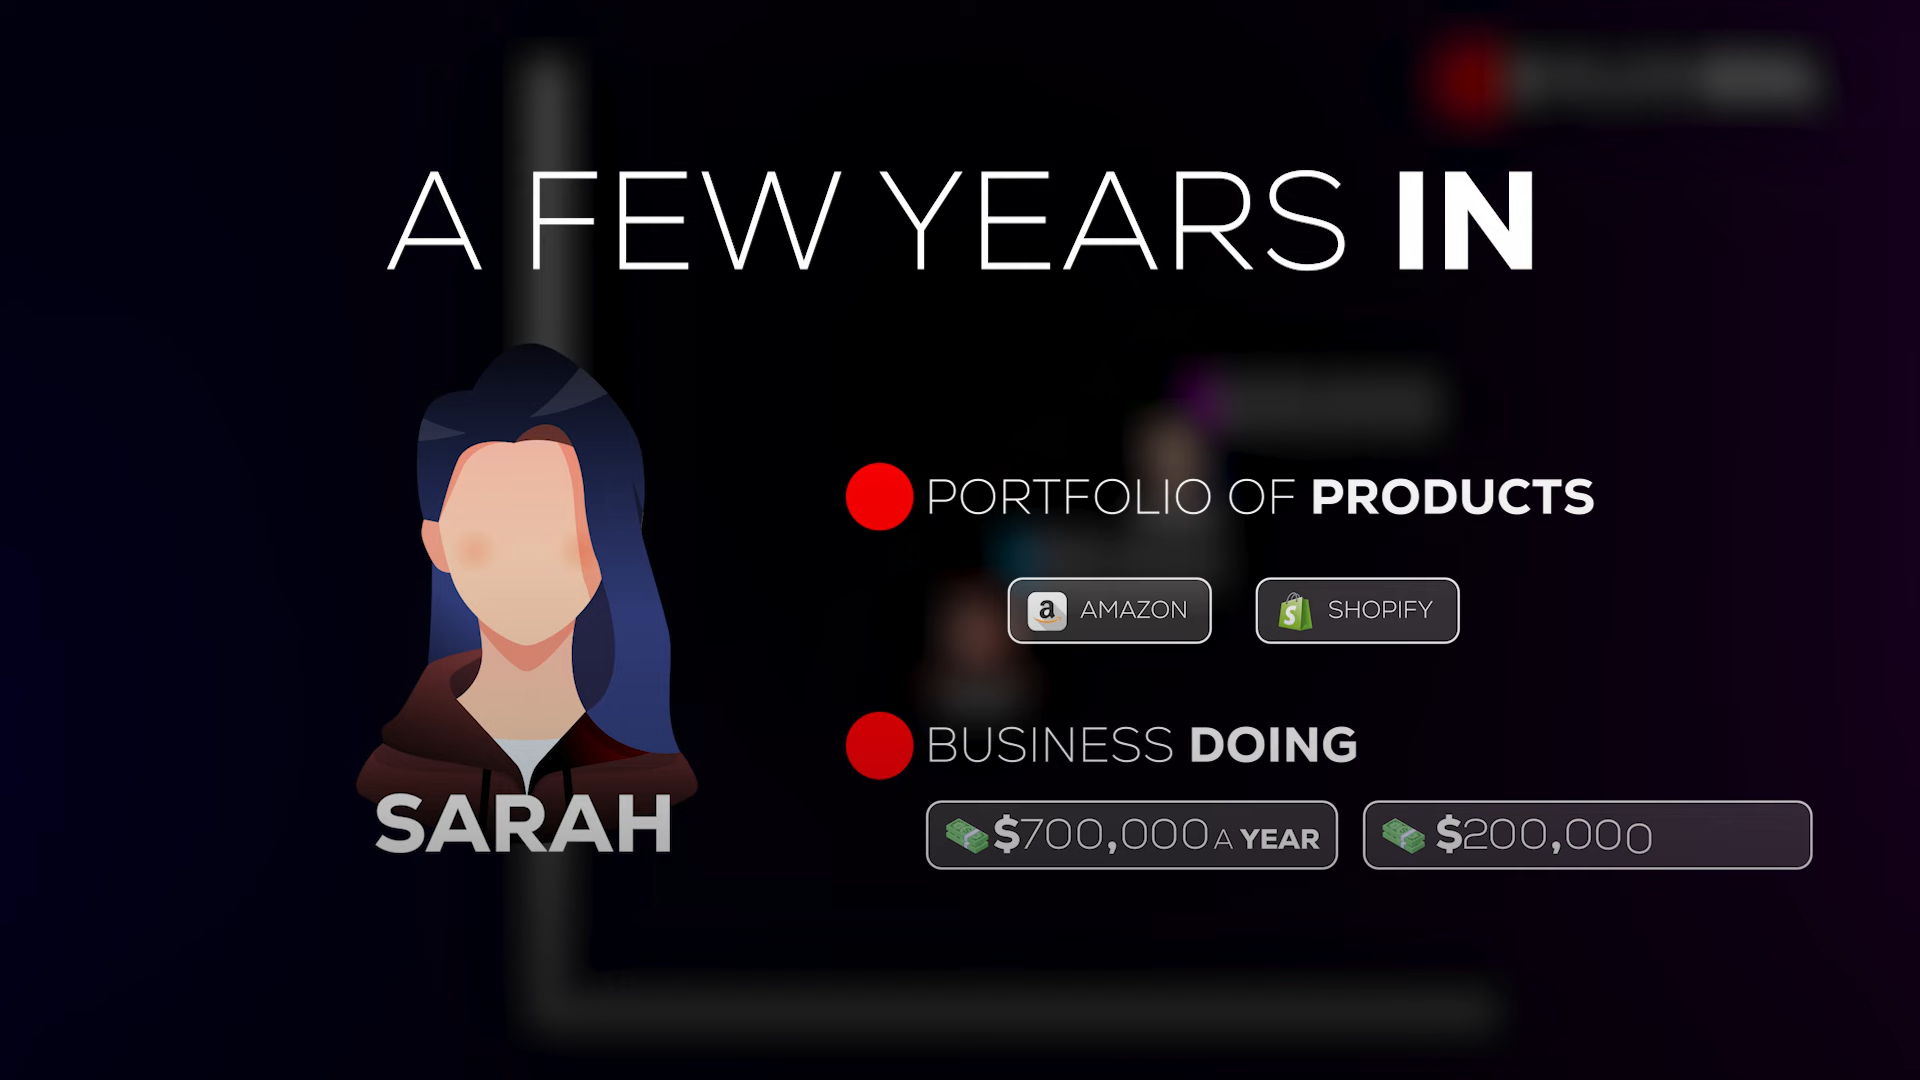 A FEW YEARS IN
PORTFOLIO OF PRODUCTS
a AMAZON
S SHOPIFY
BUSINESS DOING
$700,000 A YEAR
$200,000
SARAH